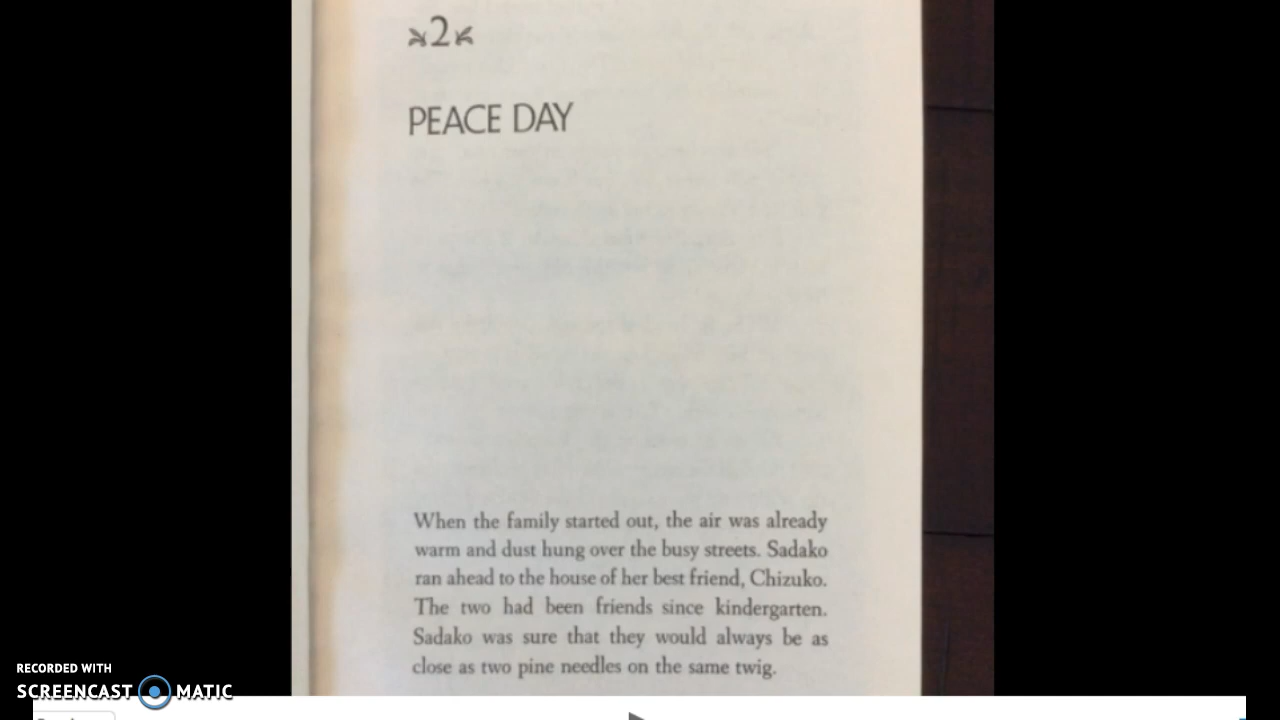 2
PEACE DAY
When the family started out, the air was already
warm and dust hung over the busy streets. Sadako
ran ahead to the house of her best friend, Chizuko.
The two had been friends since kindergarten.
Sadako was sure that they would always be as
close as two pine needles on the same twig.
RECORDED WITH
SCREENCAST MATIC